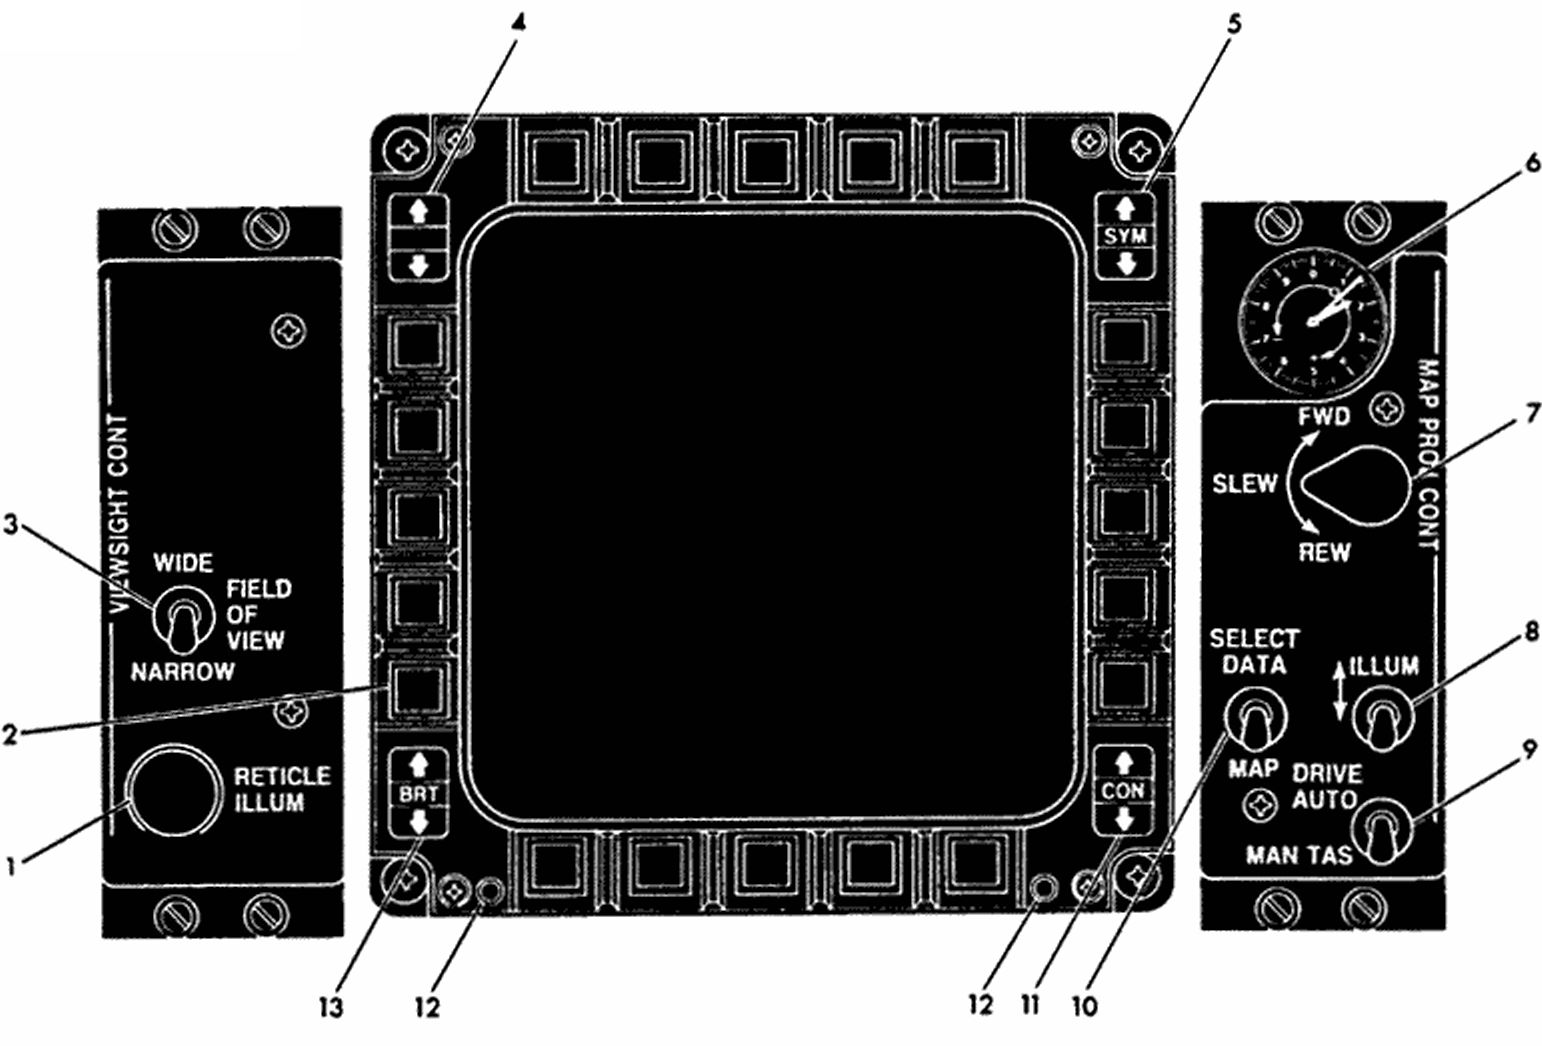 4
5
6
SYM
VIEWSIGHT CONT
MAP PROJ CONT
FWD
7
SLEW
REW
3
WIDE
FIELD
OF
VIEW
NARROW
SELECT
DATA
ILLUM
8
2
MAP
DRIVE
AUTO
9
RETICLE
ILLUM
BRT
CON
MAN TAS
1
13
12
12
11
10